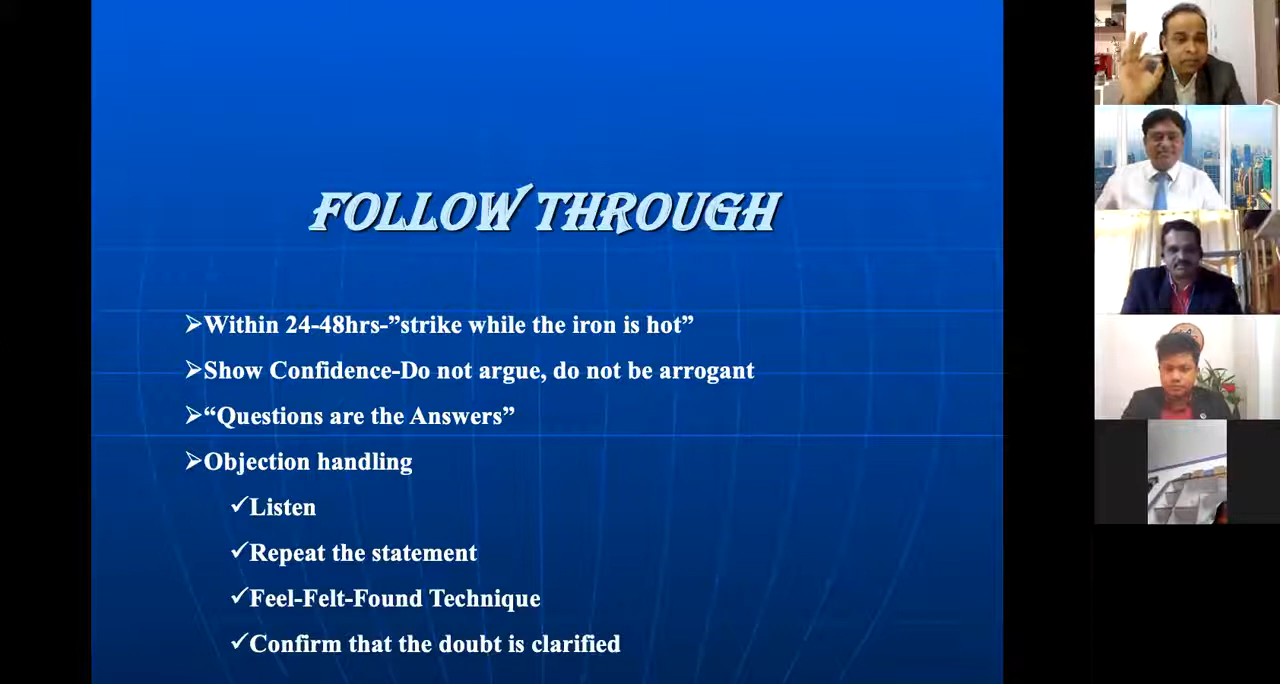 FOLLOW THROUGH
➢Within 24-48hrs-”strike while the iron is hot”
➢Show Confidence-Do not argue, do not be arrogant
➢“Questions are the Answers”
➢Objection handling
✓Listen
✓Repeat the statement
✓Feel-Felt-Found Technique
✓Confirm that the doubt is clarified